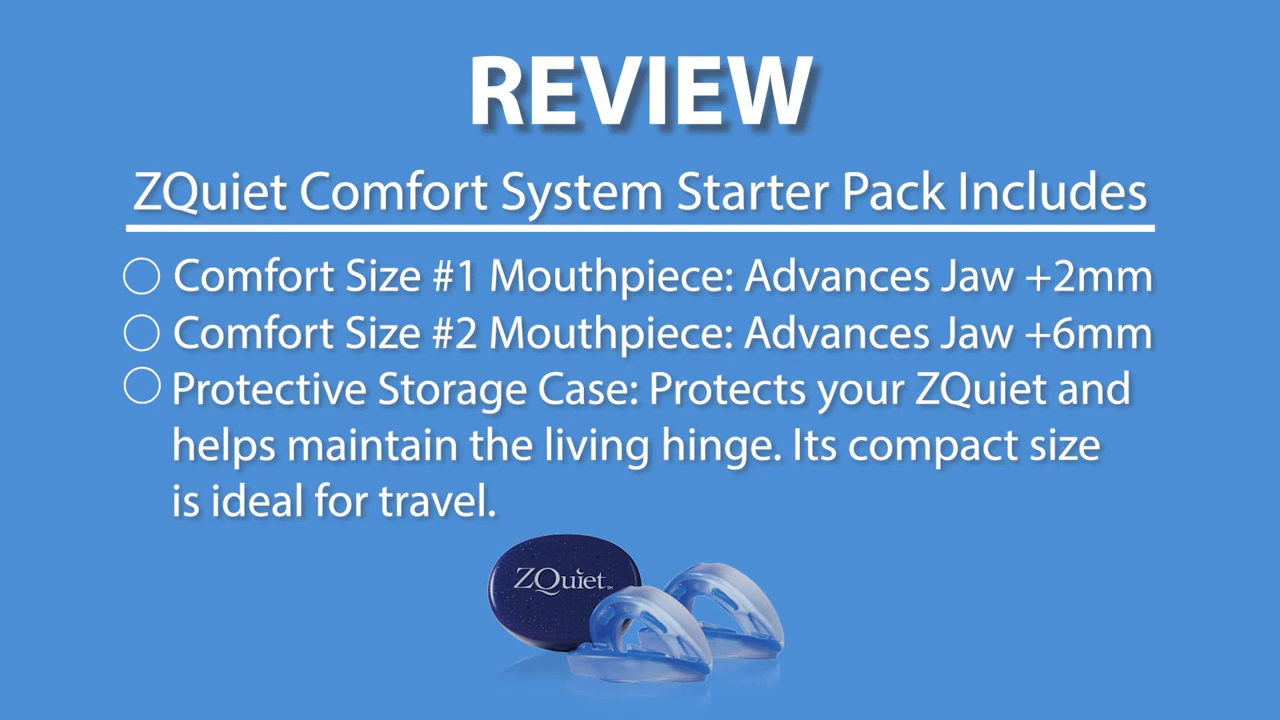 REVIEW
ZQuiet Comfort System Starter Pack Includes
Comfort Size #1 Mouthpiece: Advances Jaw +2mm
Comfort Size #2 Mouthpiece: Advances Jaw +6mm
Protective Storage Case: Protects your ZQuiet and
helps maintain the living hinge. Its compact size
is ideal for travel.
ZQuiet™